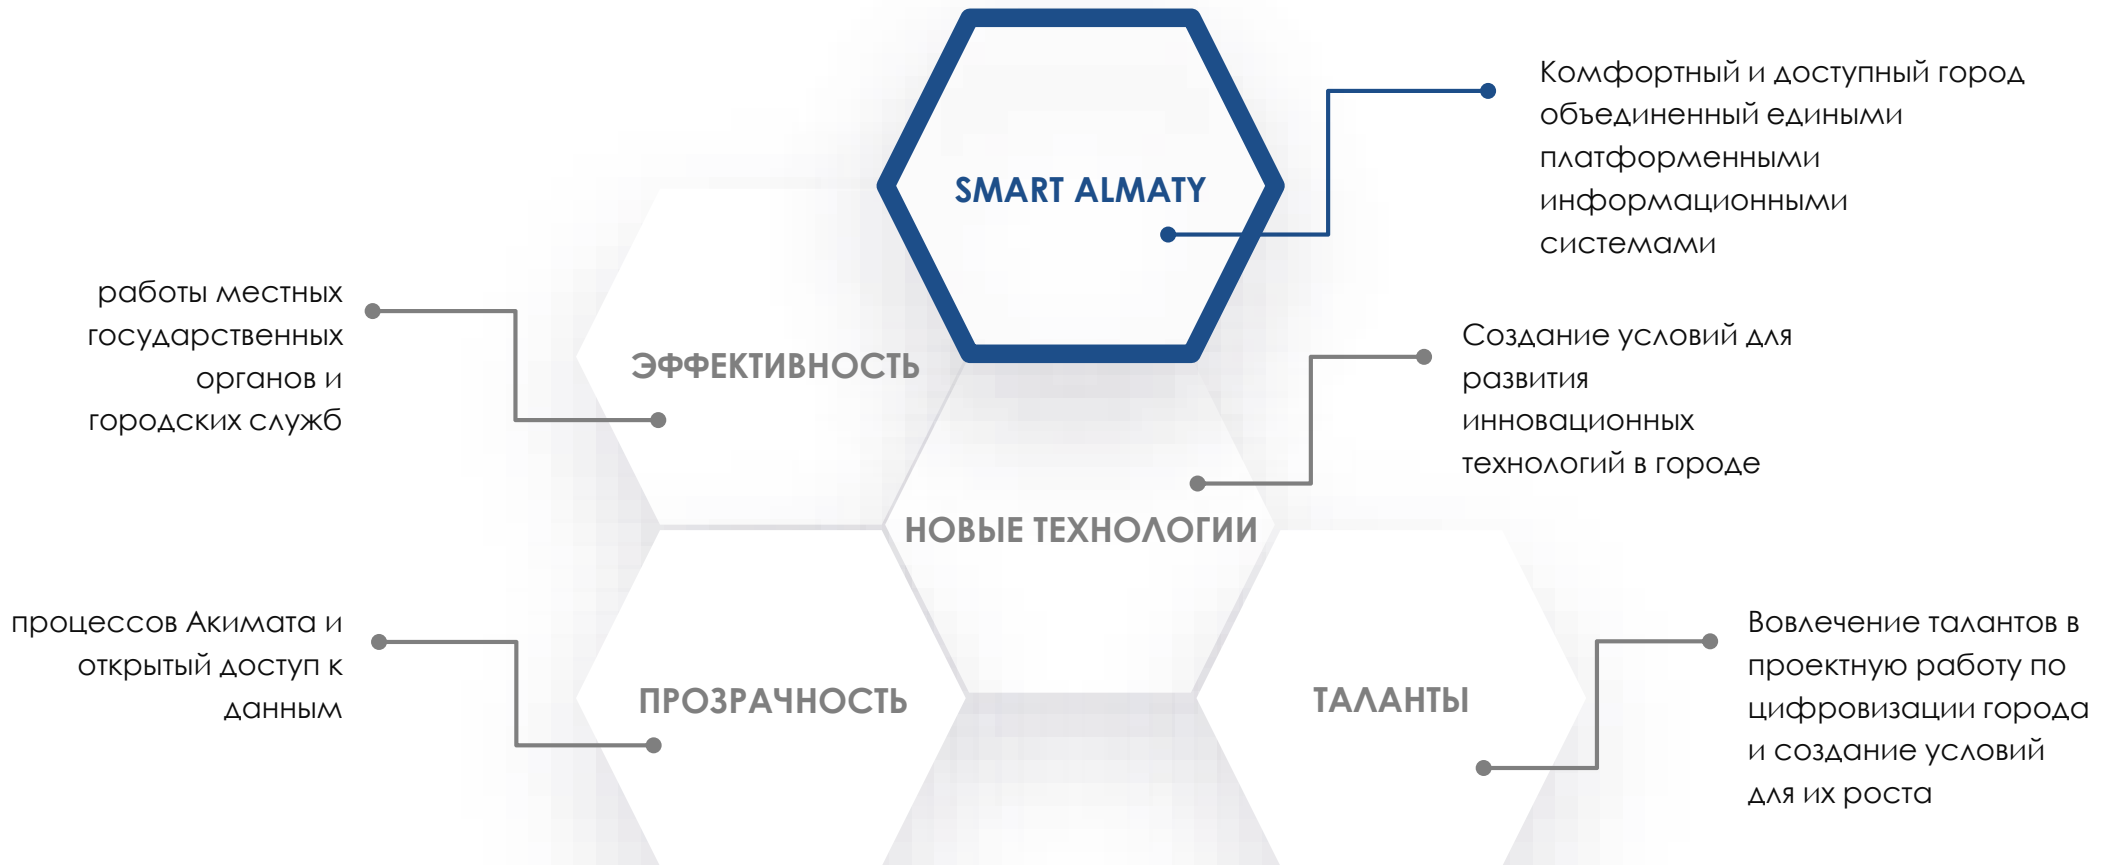 SMART ALMATY
Комфортный и доступный город
объединенный едиными
платформенными
информационными
системами
ЭФФЕКТИВНОСТЬ
работы местных
государственных
органов и
городских служб
НОВЫЕ ТЕХНОЛОГИИ
Создание условий для
развития
инновационных
технологий в городе
ПРОЗРАЧНОСТЬ
процессов Акимата и
открытый доступ к
данным
ТАЛАНТЫ
Вовлечение талантов в
проектную работу по
цифровизации города
и создание условий
для их роста